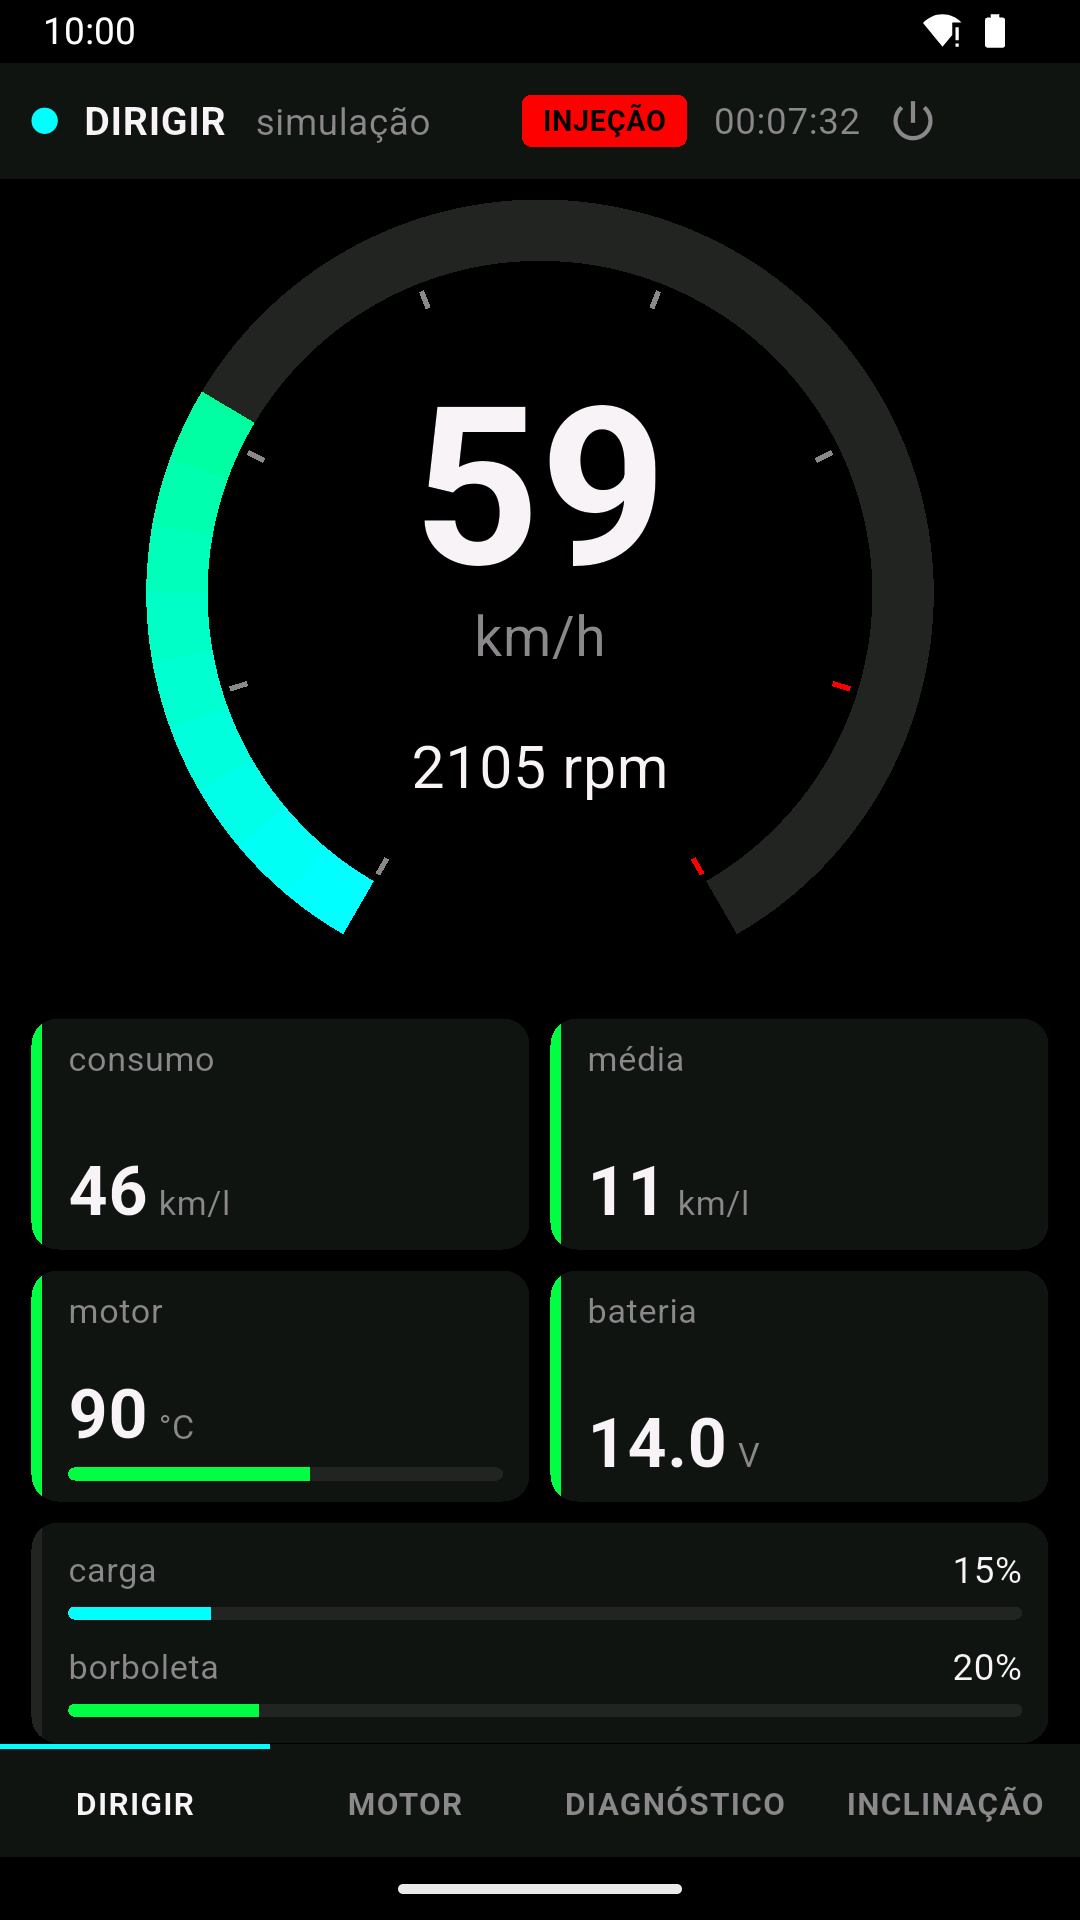 10:00
DIRIGIR simulação INJEÇÃO 00:07:32
59
km/h
2105 rpm
consumo
46 km/l
média
11 km/l
motor
90 °C
bateria
14.0 V
carga 15%
borboleta 20%
DIRIGIR MOTOR DIAGNÓSTICO INCLINAÇÃO